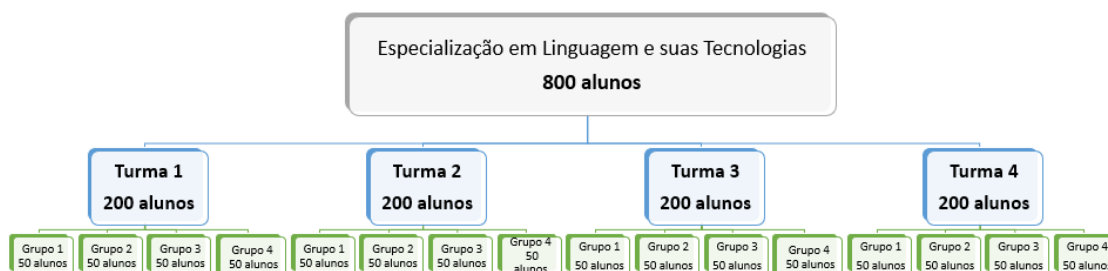 Especialização em Linguagem e suas Tecnologias
800 alunos
Turma 1
200 alunos
Turma 2
200 alunos
Turma 3
200 alunos
Turma 4
200 alunos
Grupo 1
50 alunos
Grupo 2
50 alunos
Grupo 3
50 alunos
Grupo 4
50 alunos
Grupo 1
50 alunos
Grupo 2
50 alunos
Grupo 3
50 alunos
Grupo 4
50
alunos
Grupo 1
50 alunos
Grupo 2
50 alunos
Grupo 3
50 alunos
Grupo 4
50 alunos
Grupo 1
50 alunos
Grupo 2
50 alunos
Grupo 3
50 alunos
Grupo 4
50 alunos